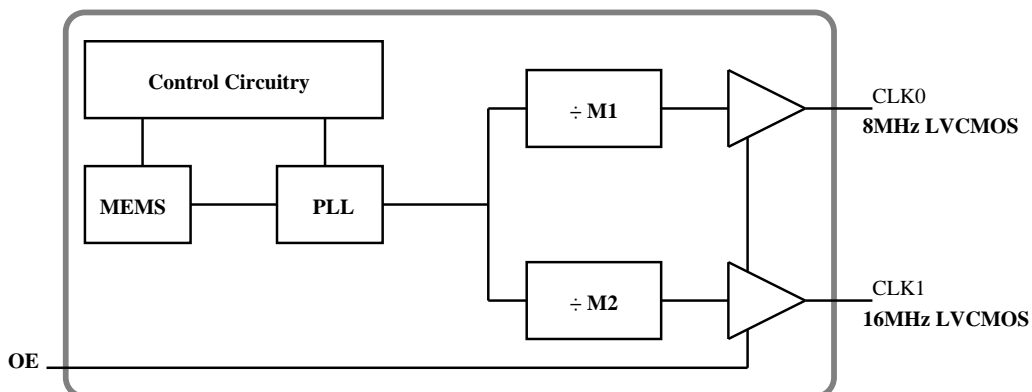 Control Circuitry
÷ M1
CLK0
8MHz LVCMOS
MEMS
PLL
÷ M2
CLK1
16MHz LVCMOS
OE